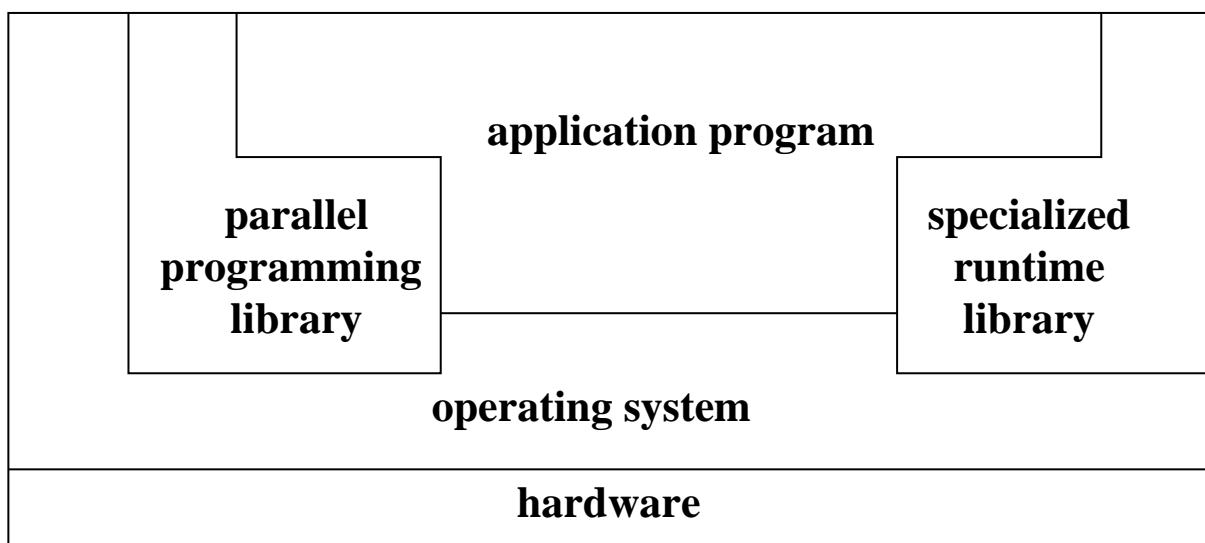 application program
parallel
programming
library
specialized
runtime
library
operating system
hardware